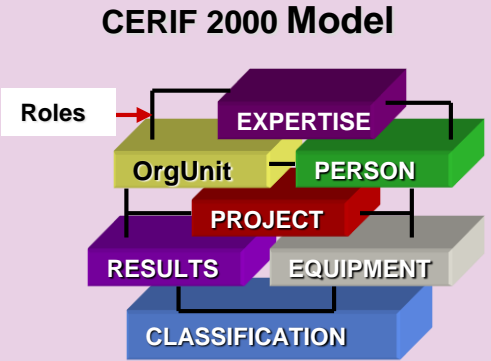 CERIF 2000 Model
Roles
EXPERTISE
OrgUnit
PERSON
PROJECT
RESULTS
EQUIPMENT
CLASSIFICATION